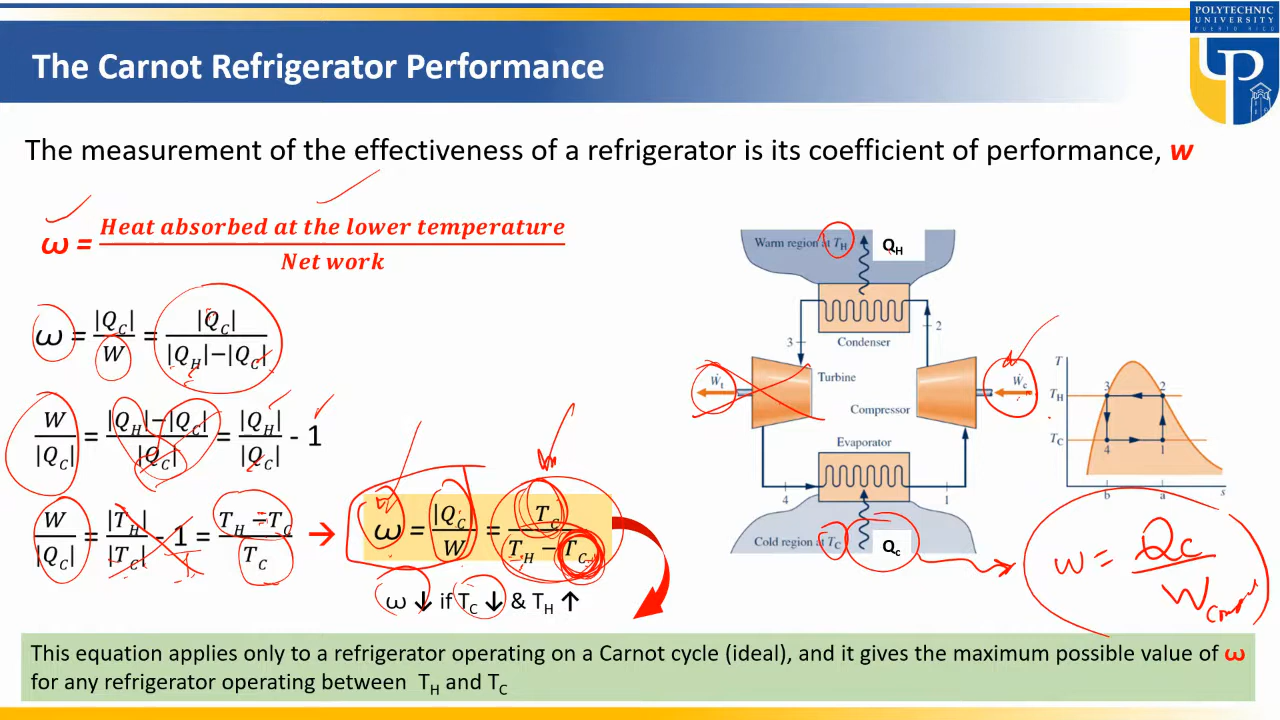 POLYTECHNIC
UNIVERSITY
PUERTO RICO
The Carnot Refrigerator Performance
The measurement of the effectiveness of a refrigerator is its coefficient of performance, w
ω = Heat absorbed at the lower temperature / Net work
ω = |Q_C| / W = |Q_C| / |Q_H|−|Q_C|
W / |Q_C| = |Q_H|−|Q_C| / |Q_C| = |Q_H| / |Q_C| - 1
W / |Q_C| = |T_H| / |T_C| - 1 = T_H − T_C / T_C
1
ω = |Q_C| / W = T_C / T_H − T_C
ω ↓ if T_C ↓ & T_H ↑
Warm region at T_H
Q_H
Condenser
3
2
Ẇ_t
Turbine
Compressor
Ẇ_c
Evaporator
4
1
Cold region at T_C
Q_c
T
T_H
T_C
3
2
4
1
b
a
s
w = Qc / W
This equation applies only to a refrigerator operating on a Carnot cycle (ideal), and it gives the maximum possible value of ω
for any refrigerator operating between T_H and T_C